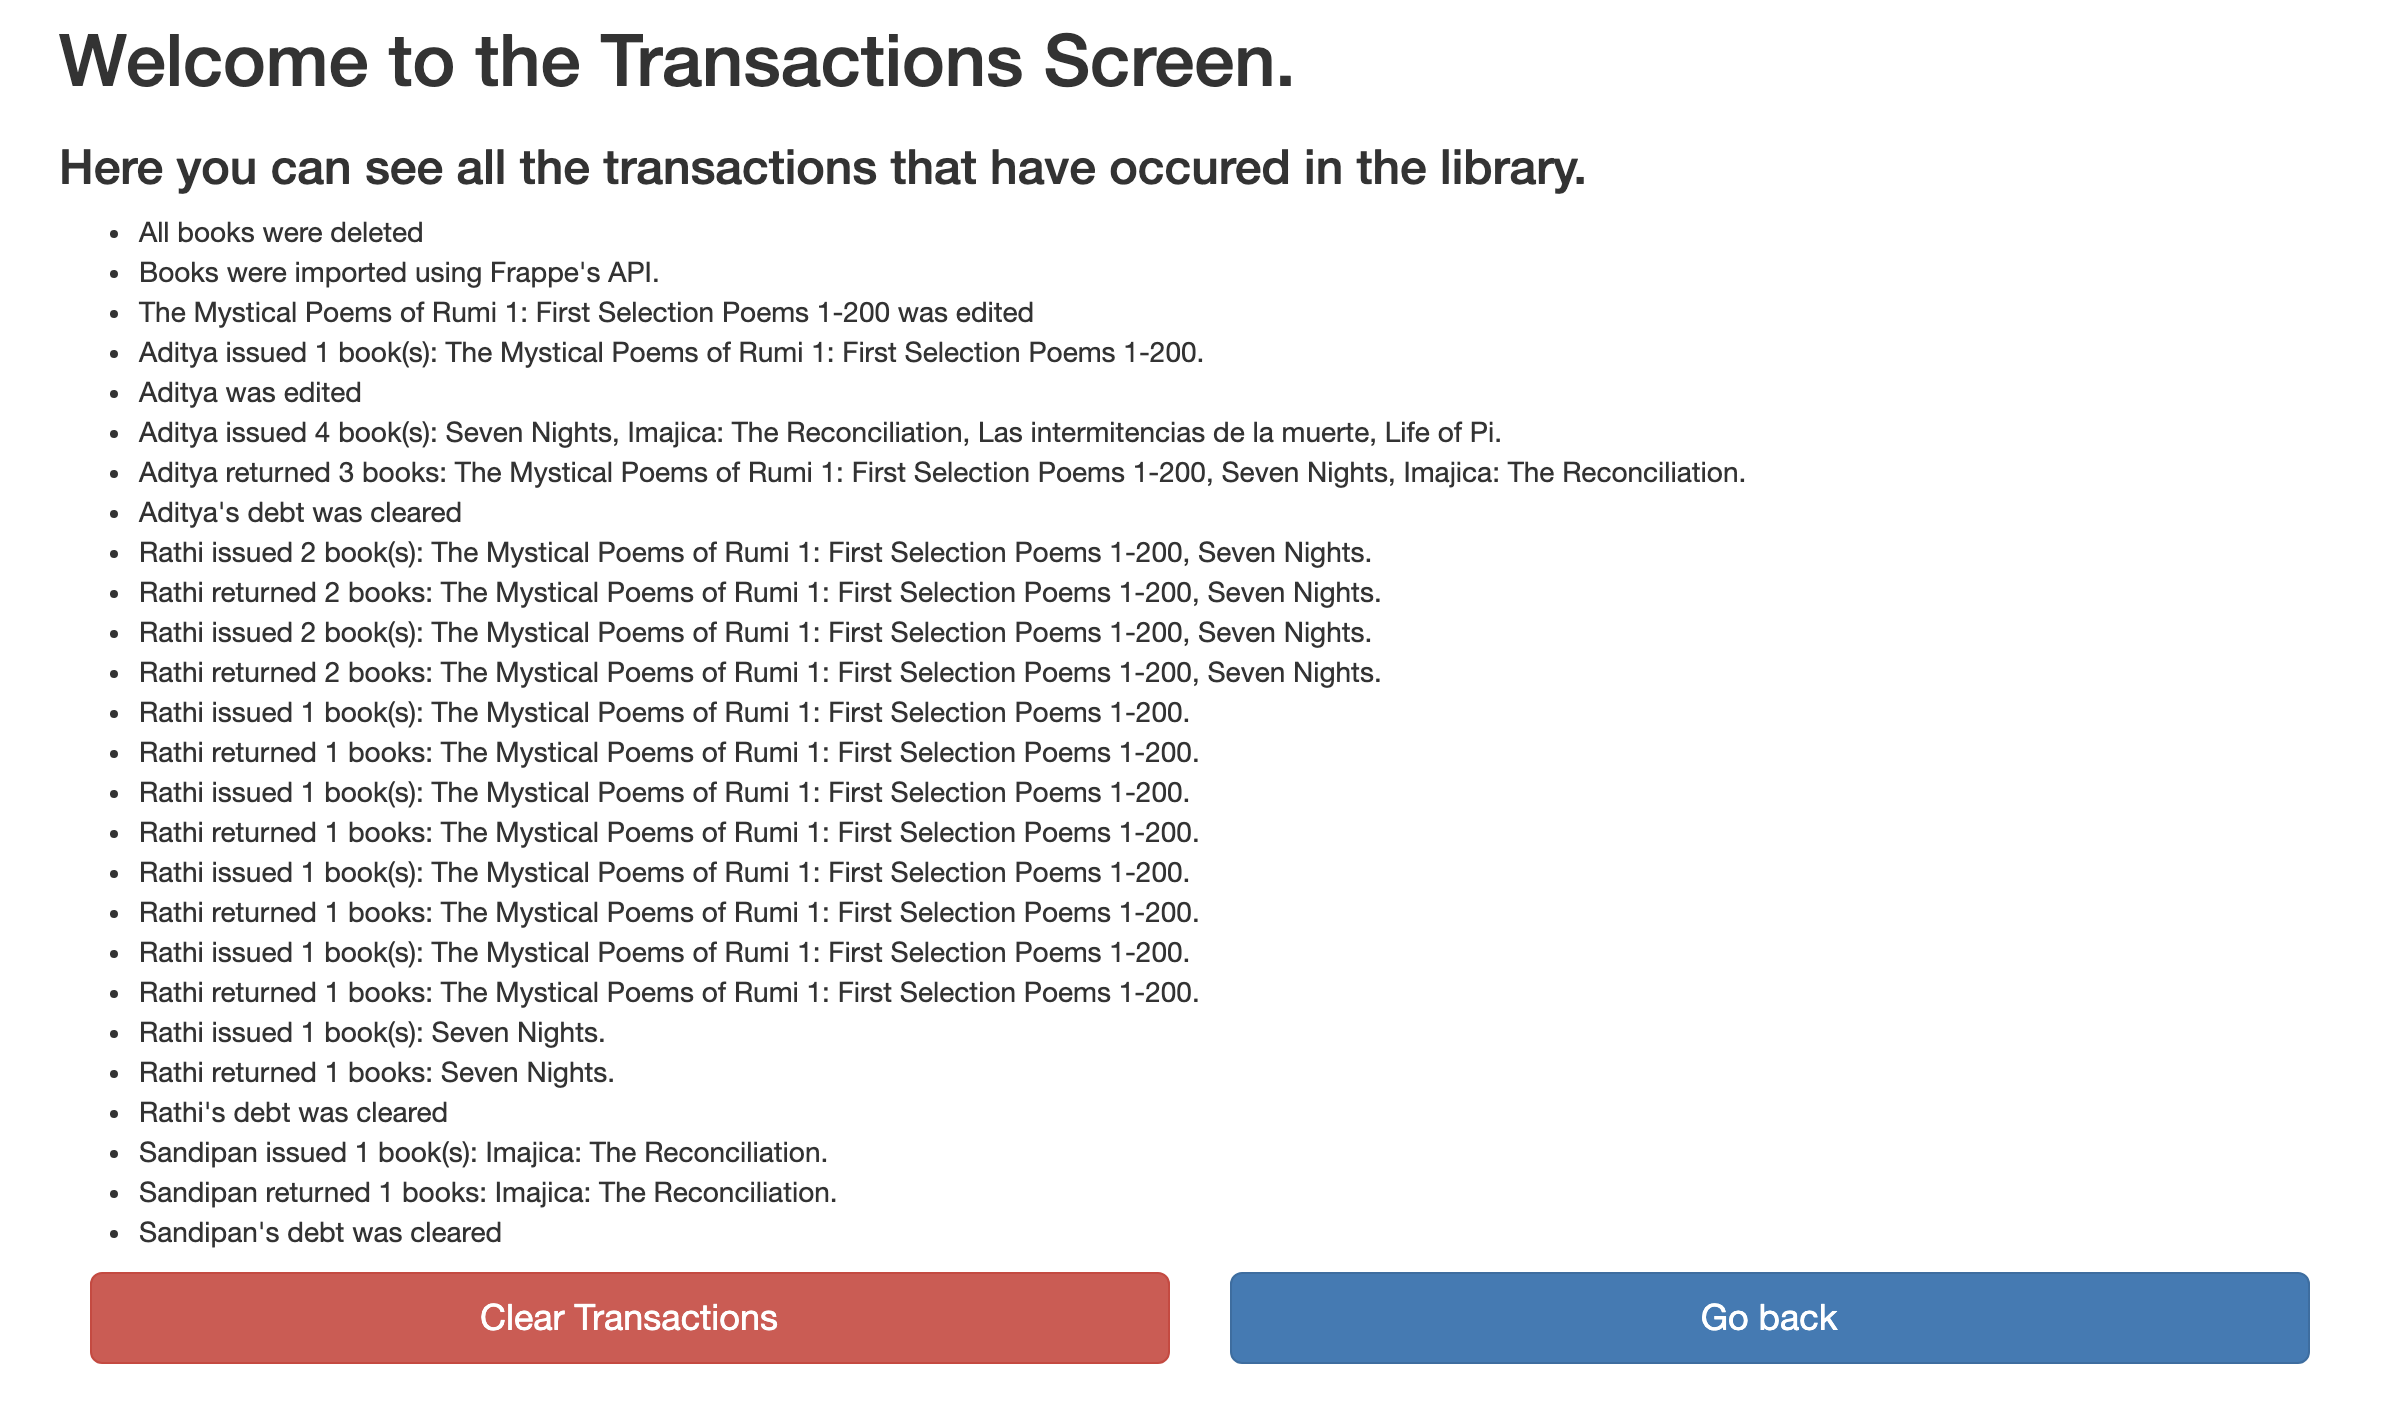 Welcome to the Transactions Screen.
Here you can see all the transactions that have occured in the library.
All books were deleted
Books were imported using Frappe's API.
The Mystical Poems of Rumi 1: First Selection Poems 1-200 was edited
Aditya issued 1 book(s): The Mystical Poems of Rumi 1: First Selection Poems 1-200.
Aditya was edited
Aditya issued 4 book(s): Seven Nights, Imajica: The Reconciliation, Las intermitencias de la muerte, Life of Pi.
Aditya returned 3 books: The Mystical Poems of Rumi 1: First Selection Poems 1-200, Seven Nights, Imajica: The Reconciliation.
Aditya's debt was cleared
Rathi issued 2 book(s): The Mystical Poems of Rumi 1: First Selection Poems 1-200, Seven Nights.
Rathi returned 2 books: The Mystical Poems of Rumi 1: First Selection Poems 1-200, Seven Nights.
Rathi issued 2 book(s): The Mystical Poems of Rumi 1: First Selection Poems 1-200, Seven Nights.
Rathi returned 2 books: The Mystical Poems of Rumi 1: First Selection Poems 1-200, Seven Nights.
Rathi issued 1 book(s): The Mystical Poems of Rumi 1: First Selection Poems 1-200.
Rathi returned 1 books: The Mystical Poems of Rumi 1: First Selection Poems 1-200.
Rathi issued 1 book(s): The Mystical Poems of Rumi 1: First Selection Poems 1-200.
Rathi returned 1 books: The Mystical Poems of Rumi 1: First Selection Poems 1-200.
Rathi issued 1 book(s): The Mystical Poems of Rumi 1: First Selection Poems 1-200.
Rathi returned 1 books: The Mystical Poems of Rumi 1: First Selection Poems 1-200.
Rathi issued 1 book(s): The Mystical Poems of Rumi 1: First Selection Poems 1-200.
Rathi returned 1 books: The Mystical Poems of Rumi 1: First Selection Poems 1-200.
Rathi issued 1 book(s): Seven Nights.
Rathi returned 1 books: Seven Nights.
Rathi's debt was cleared
Sandipan issued 1 book(s): Imajica: The Reconciliation.
Sandipan returned 1 books: Imajica: The Reconciliation.
Sandipan's debt was cleared
Clear Transactions
Go back